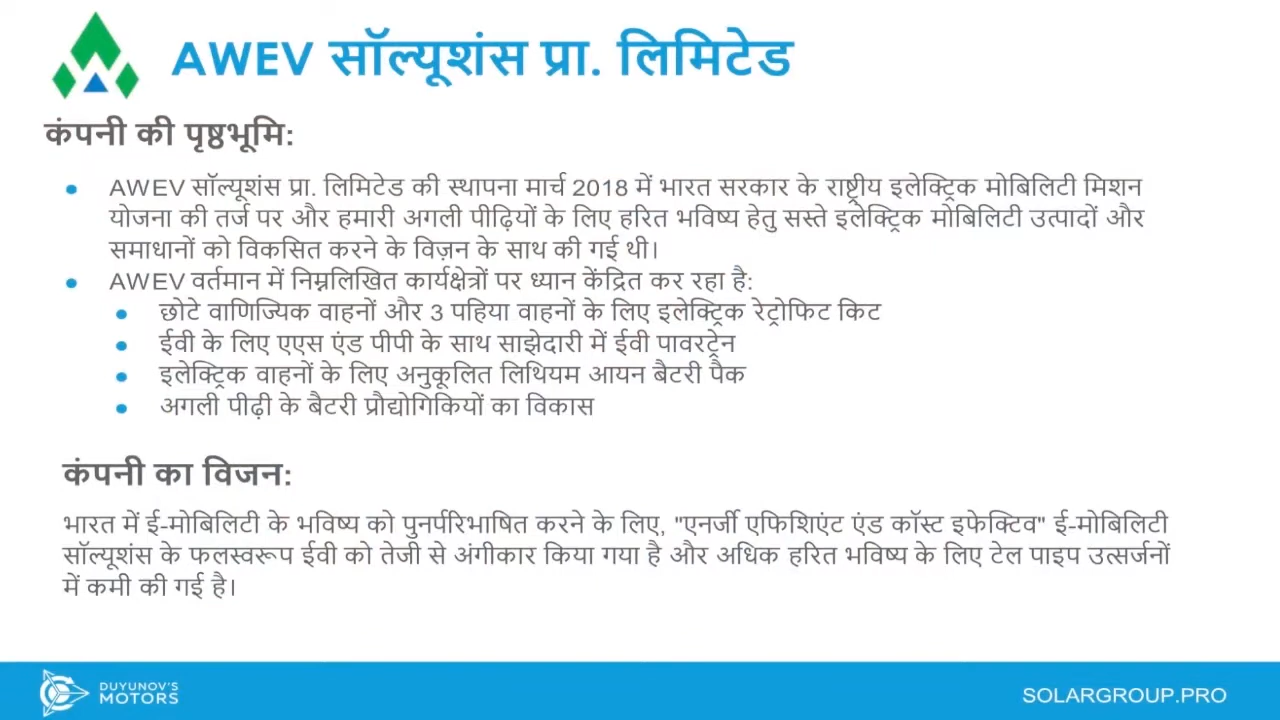 AWEV सॉल्यूशंस प्रा. लिमिटेड
कंपनी की पृष्ठभूमि:
AWEV सॉल्यूशंस प्रा. लिमिटेड की स्थापना मार्च 2018 में भारत सरकार के राष्ट्रीय इलेक्ट्रिक मोबिलिटी मिशन
योजना की तर्ज पर और हमारी अगली पीढ़ियों के लिए हरित भविष्य हेतु सस्ते इलेक्ट्रिक मोबिलिटी उत्पादों और
समाधानों को विकसित करने के विज़न के साथ की गई थी।
AWEV वर्तमान में निम्नलिखित कार्यक्षेत्रों पर ध्यान केंद्रित कर रहा है:
छोटे वाणिज्यिक वाहनों और 3 पहिया वाहनों के लिए इलेक्ट्रिक रेट्रोफिट किट
ईवी के लिए एएस एंड पीपी के साथ साझेदारी में ईवी पावरट्रेन
इलेक्ट्रिक वाहनों के लिए अनुकूलित लिथियम आयन बैटरी पैक
अगली पीढ़ी के बैटरी प्रौद्योगिकियों का विकास
कंपनी का विजन:
भारत में ई-मोबिलिटी के भविष्य को पुनर्परिभाषित करने के लिए, "एनर्जी एफिशिएंट एंड कॉस्ट इफेक्टिव" ई-मोबिलिटी
सॉल्यूशंस के फलस्वरूप ईवी को तेजी से अंगीकार किया गया है और अधिक हरित भविष्य के लिए टेल पाइप उत्सर्जनों
में कमी की गई है।
DUYUNOV'S
MOTORS
SOLARGROUP.PRO